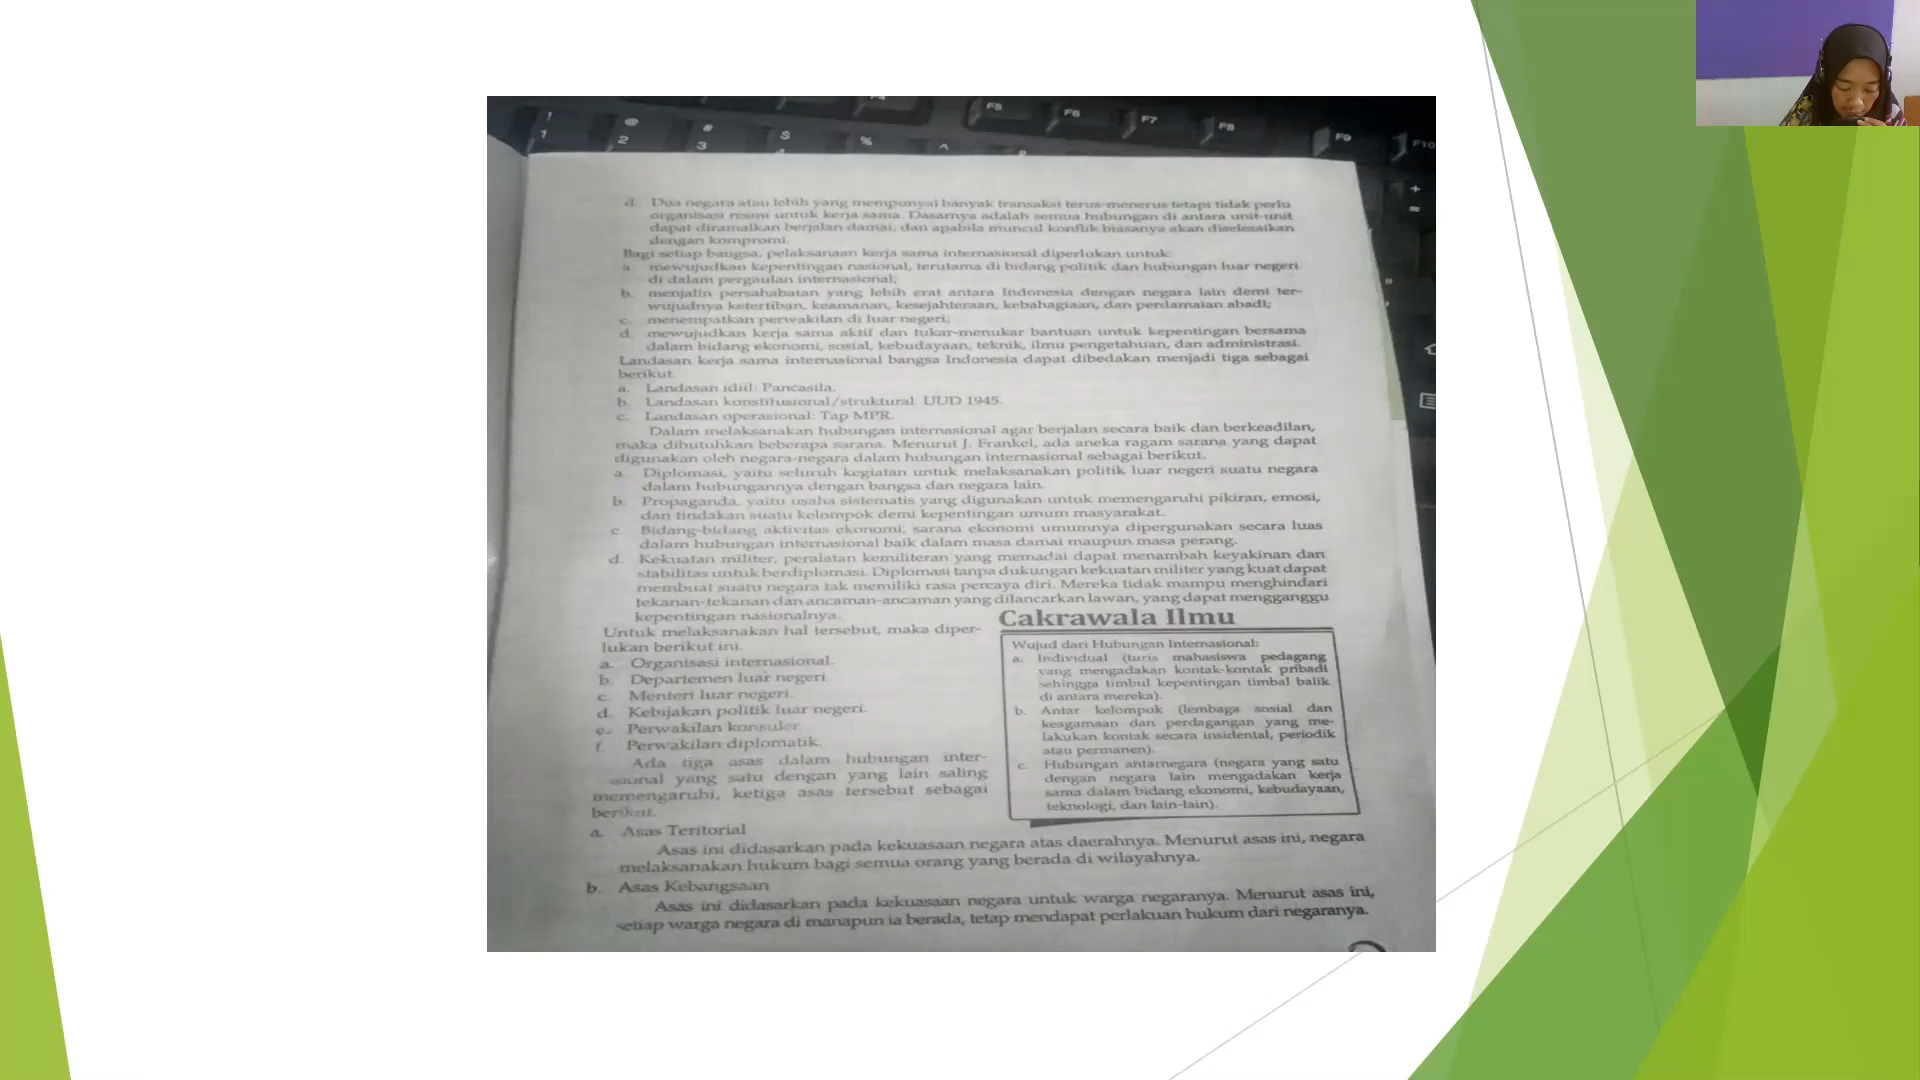 F5 F6 F7 F8 F9 F10
! @ # $ % ^
1 2 3
d. Dua negara atau lebih yang mempunyai banyak transaksi terus-menerus tetapi tidak perlu
organisasi resmi untuk kerja sama. Dasarnya adalah semua hubungan di antara unit-unit
dapat diramalkan berjalan damai, dan apabila muncul konflik biasanya akan diselesaikan
dengan kompromi.
Bagi setiap bangsa, pelaksanaan kerja sama internasional diperlukan untuk:
a. mewujudkan kepentingan nasional, terutama di bidang politik dan hubungan luar negeri
di dalam pergaulan internasional;
b. menjalin persahabatan yang lebih erat antara Indonesia dengan negara lain demi ter-
wujudnya ketertiban, keamanan, kesejahteraan, kebahagiaan, dan perdamaian abadi;
c. menempatkan perwakilan di luar negeri;
d. mewujudkan kerja sama aktif dan tukar-menukar bantuan untuk kepentingan bersama
dalam bidang ekonomi, sosial, kebudayaan, teknik, ilmu pengetahuan, dan administrasi.
Landasan kerja sama internasional bangsa Indonesia dapat dibedakan menjadi tiga sebagai
berikut.
a. Landasan idiil: Pancasila.
b. Landasan konstitusional/struktural: UUD 1945.
c. Landasan operasional: Tap MPR.
Dalam melaksanakan hubungan internasional agar berjalan secara baik dan berkeadilan,
maka dibutuhkan beberapa sarana. Menurut J. Frankel, ada aneka ragam sarana yang dapat
digunakan oleh negara-negara dalam hubungan internasional sebagai berikut.
a. Diplomasi, yaitu seluruh kegiatan untuk melaksanakan politik luar negeri suatu negara
dalam hubungannya dengan bangsa dan negara lain.
b. Propaganda, yaitu usaha sistematis yang digunakan untuk memengaruhi pikiran, emosi,
dan tindakan suatu kelompok demi kepentingan umum masyarakat.
c. Bidang-bidang aktivitas ekonomi, sarana ekonomi umumnya dipergunakan secara luas
dalam hubungan internasional baik dalam masa damai maupun masa perang.
d. Kekuatan militer, peralatan kemiliteran yang memadai dapat menambah keyakinan dan
stabilitas untuk berdiplomasi. Diplomasi tanpa dukungan kekuatan militer yang kuat dapat
membuat suatu negara tak memiliki rasa percaya diri. Mereka tidak mampu menghindari
tekanan-tekanan dan ancaman-ancaman yang dilancarkan lawan, yang dapat mengganggu
kepentingan nasionalnya.
Untuk melaksanakan hal tersebut, maka diper-
lukan berikut ini.
a. Organisasi internasional.
b. Departemen luar negeri.
c. Menteri luar negeri.
d. Kebijakan politik luar negeri.
e. Perwakilan konsuler.
f. Perwakilan diplomatik.
Ada tiga asas dalam hubungan inter-
nasional yang satu dengan yang lain saling
memengaruhi, ketiga asas tersebut sebagai
berikut.
Cakrawala Ilmu
Wujud dari Hubungan Internasional:
a. Individual (turis mahasiswa pedagang
yang mengadakan kontak-kontak pribadi
sehingga timbul kepentingan timbal balik
di antara mereka).
b. Antar kelompok (lembaga sosial dan
keagamaan dan perdagangan yang me-
lakukan kontak secara insidental, periodik
atau permanen).
c. Hubungan antarnegara (negara yang satu
dengan negara lain mengadakan kerja
sama dalam bidang ekonomi, kebudayaan,
teknologi, dan lain-lain).
a. Asas Teritorial
Asas ini didasarkan pada kekuasaan negara atas daerahnya. Menurut asas ini, negara
melaksanakan hukum bagi semua orang yang berada di wilayahnya.
b. Asas Kebangsaan
Asas ini didasarkan pada kekuasaan negara untuk warga negaranya. Menurut asas ini,
setiap warga negara di manapun ia berada, tetap mendapat perlakuan hukum dari negaranya.